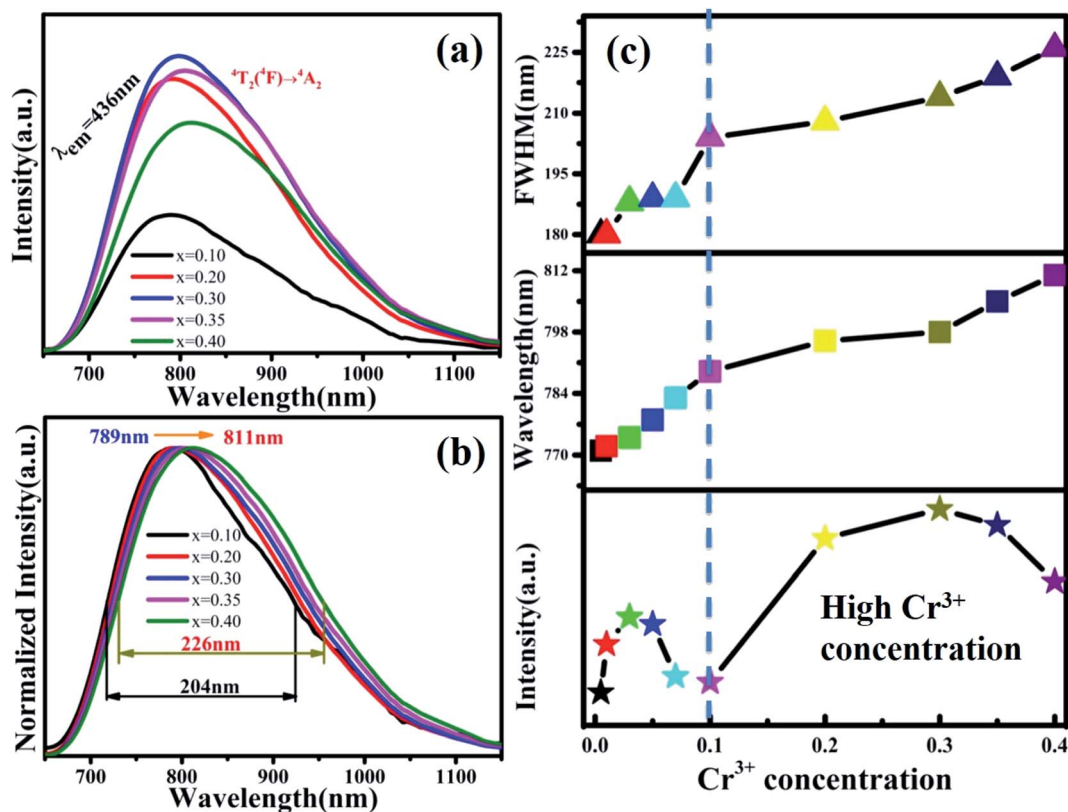 (a)
λem=436nm
⁴T₂(⁴F)→⁴A₂
Intensity(a.u.)
x=0.10
x=0.20
x=0.30
x=0.35
x=0.40
700 800 900 1000 1100
Wavelength(nm)
(b)
789nm 811nm
Normalized Intensity(a.u.)
x=0.10
x=0.20
x=0.30
x=0.35
x=0.40
226nm
204nm
700 800 900 1000 1100
Wavelength(nm)
(c)
FWHM(nm)
225
210
195
180
Wavelength(nm)
812
798
784
770
Intensity(a.u.)
High Cr³⁺
concentration
0.0 0.1 0.2 0.3 0.4
Cr³⁺ concentration